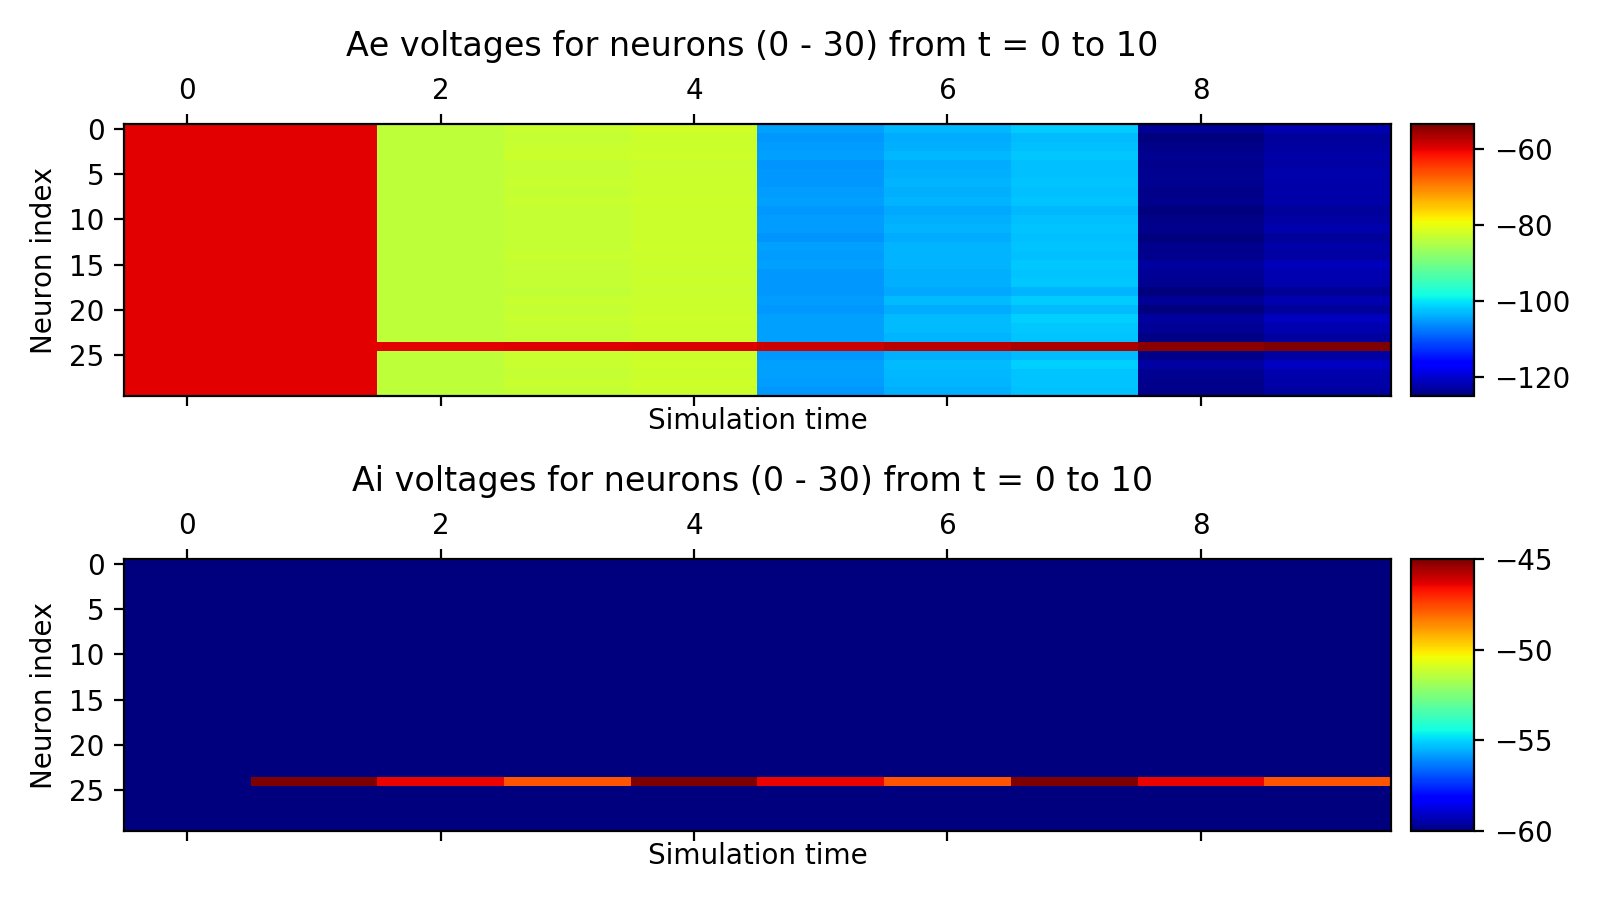 Ae voltages for neurons (0 - 30) from t = 0 to 10
0 2 4 6 8
Neuron index
0
5
10
15
20
25
Simulation time
−60
−80
−100
−120
Ai voltages for neurons (0 - 30) from t = 0 to 10
0 2 4 6 8
Neuron index
0
5
10
15
20
25
Simulation time
−45
−50
−55
−60